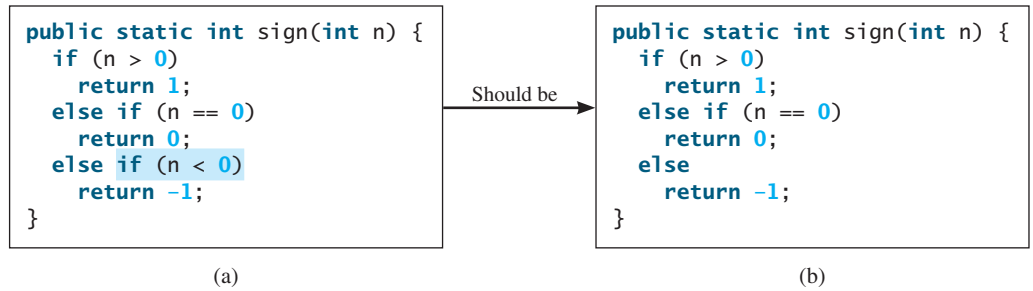 public static int sign(int n) {
  if (n > 0)
    return 1;
  else if (n == 0)
    return 0;
  else if (n < 0)
    return –1;
}
(a)
Should be
public static int sign(int n) {
  if (n > 0)
    return 1;
  else if (n == 0)
    return 0;
  else
    return –1;
}
(b)